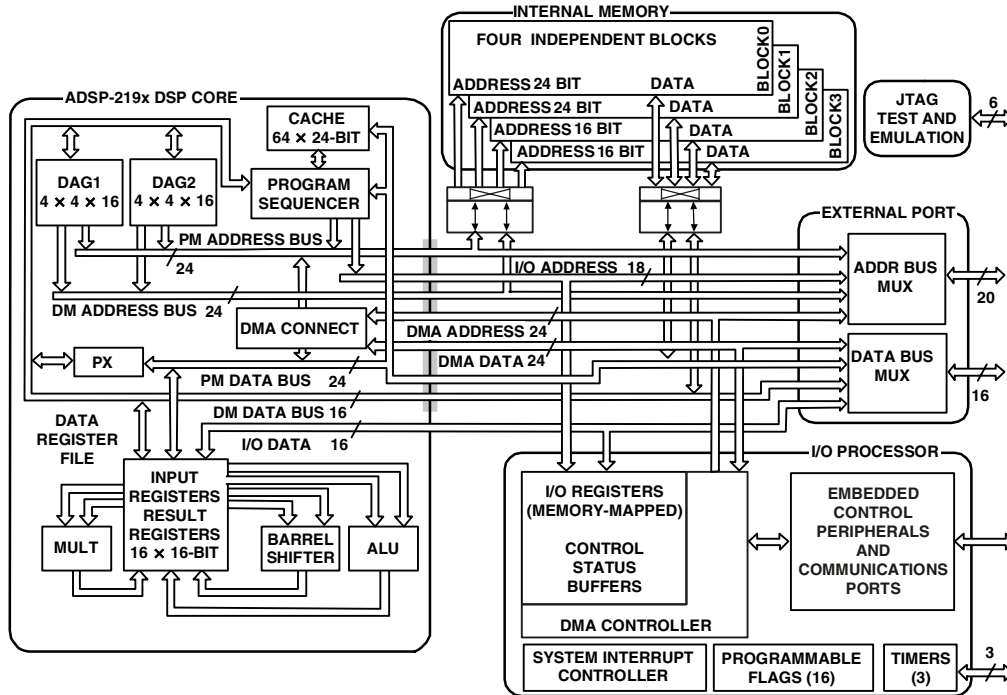 INTERNAL MEMORY
FOUR INDEPENDENT BLOCKS
BLOCK0
ADDRESS 24 BIT
DATA
BLOCK1
ADDRESS 24 BIT
DATA
BLOCK2
ADDRESS 16 BIT
DATA
BLOCK3
ADDRESS 16 BIT
DATA
JTAG
TEST AND
EMULATION
6
ADSP-219x DSP CORE
CACHE
64 × 24-BIT
DAG1
4 × 4 × 16
DAG2
4 × 4 × 16
PROGRAM
SEQUENCER
PM ADDRESS BUS
24
I/O ADDRESS 18
DM ADDRESS BUS 24
DMA CONNECT
DMA ADDRESS 24
DMA DATA 24
PX
PM DATA BUS 24
DM DATA BUS 16
I/O DATA 16
EXTERNAL PORT
ADDR BUS
MUX
20
DATA BUS
MUX
16
DATA
REGISTER
FILE
INPUT
REGISTERS
RESULT
REGISTERS
16 × 16-BIT
MULT
BARREL
SHIFTER
ALU
I/O PROCESSOR
I/O REGISTERS
(MEMORY-MAPPED)
CONTROL
STATUS
BUFFERS
DMA CONTROLLER
EMBEDDED
CONTROL
PERIPHERALS
AND
COMMUNICATIONS
PORTS
SYSTEM INTERRUPT
CONTROLLER
PROGRAMMABLE
FLAGS (16)
TIMERS
(3)
3